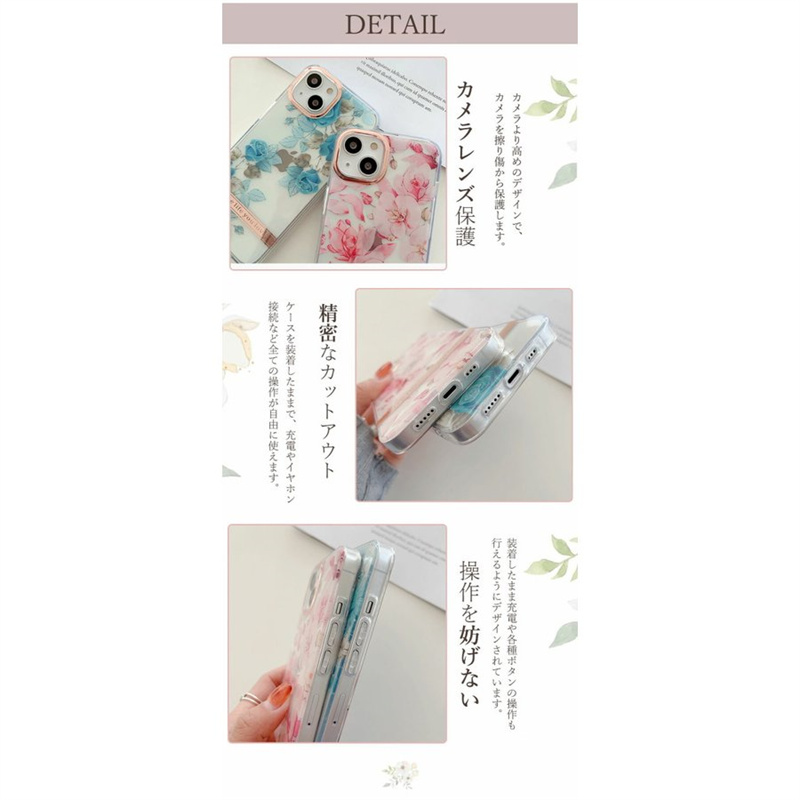 DETAIL
カメラレンズ保護
カメラより高めのデザインで、
カメラを擦り傷から保護します。
精密なカットアウト
ケースを装着したままで、充電やイヤホン
接続など全ての操作が自由に使えます。
操作を妨げない
装着したまま充電や各種ボタンの操作も
行えるようにデザインされています。